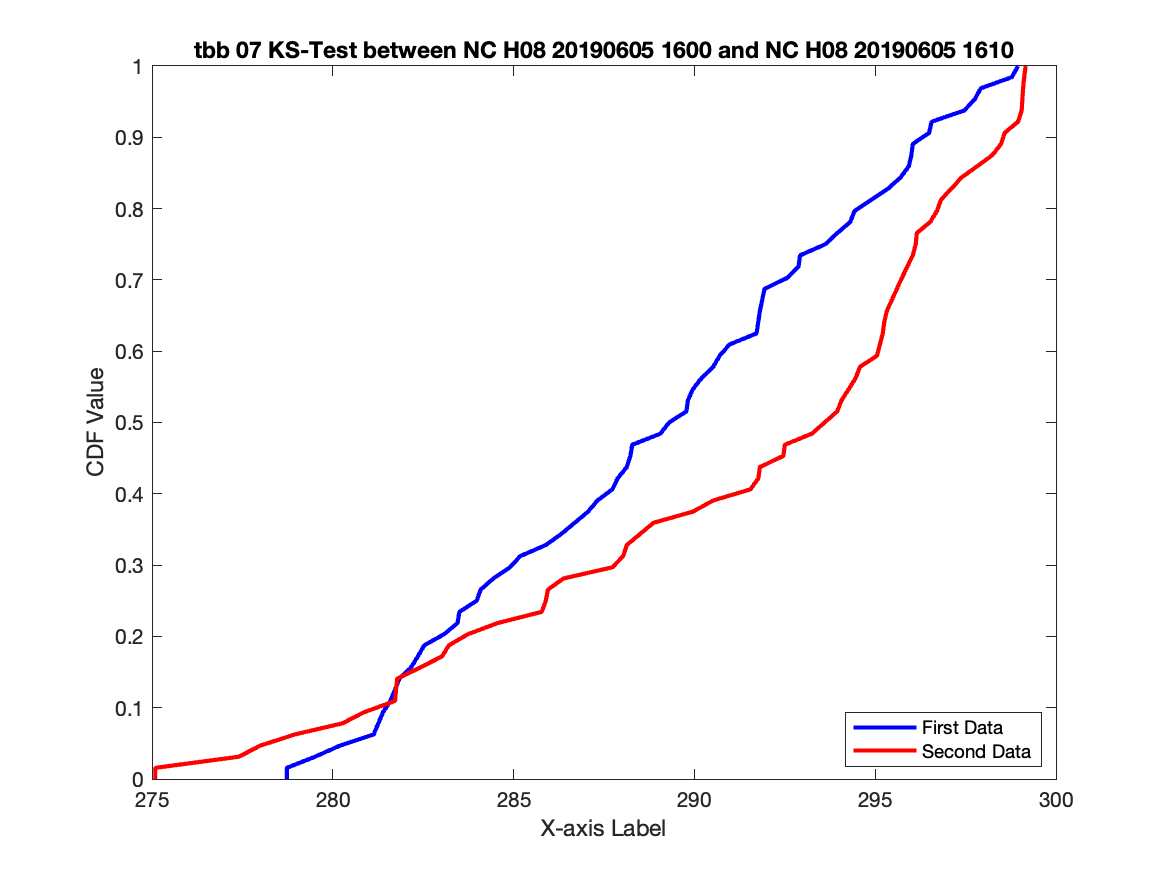 tbb 07 KS-Test between NC H08 20190605 1600 and NC H08 20190605 1610
1
0.9
0.8
0.7
0.6
0.5
0.4
0.3
0.2
0.1
0
CDF Value
275 280 285 290 295 300
X-axis Label
First Data
Second Data